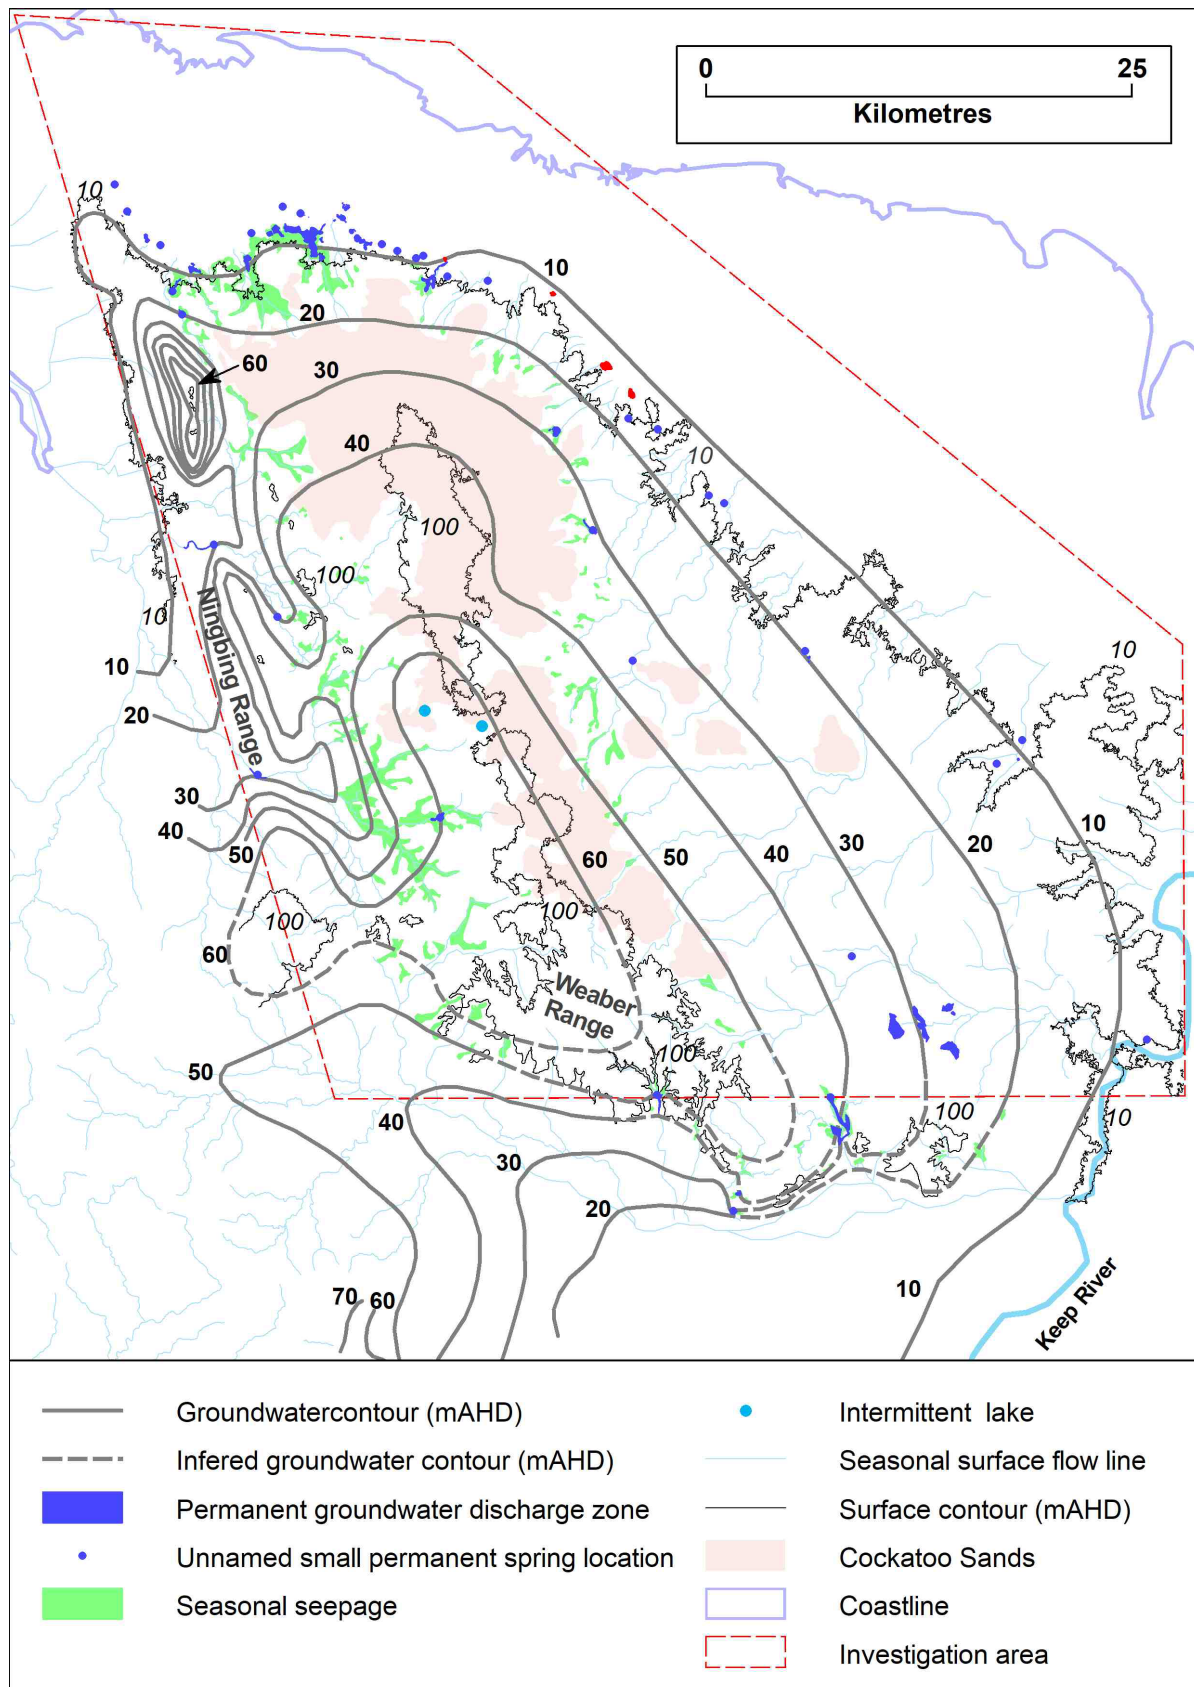 0 25
Kilometres
10
10
20
60
30
40
10
100
100
10
Ningbing Range
10
10
20
30
40
50
60
50
40
30
20
10
100
100
60
Weaber
Range
100
50
40
100
10
30
20
10
70 60
Keep River
Groundwatercontour (mAHD)
Infered groundwater contour (mAHD)
Permanent groundwater discharge zone
Unnamed small permanent spring location
Seasonal seepage
Intermittent lake
Seasonal surface flow line
Surface contour (mAHD)
Cockatoo Sands
Coastline
Investigation area